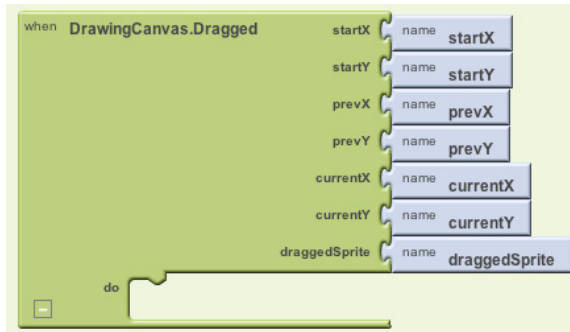 when DrawingCanvas.Dragged startX name startX
startY name startY
prevX name prevX
prevY name prevY
currentX name currentX
currentY name currentY
draggedSprite name draggedSprite
do